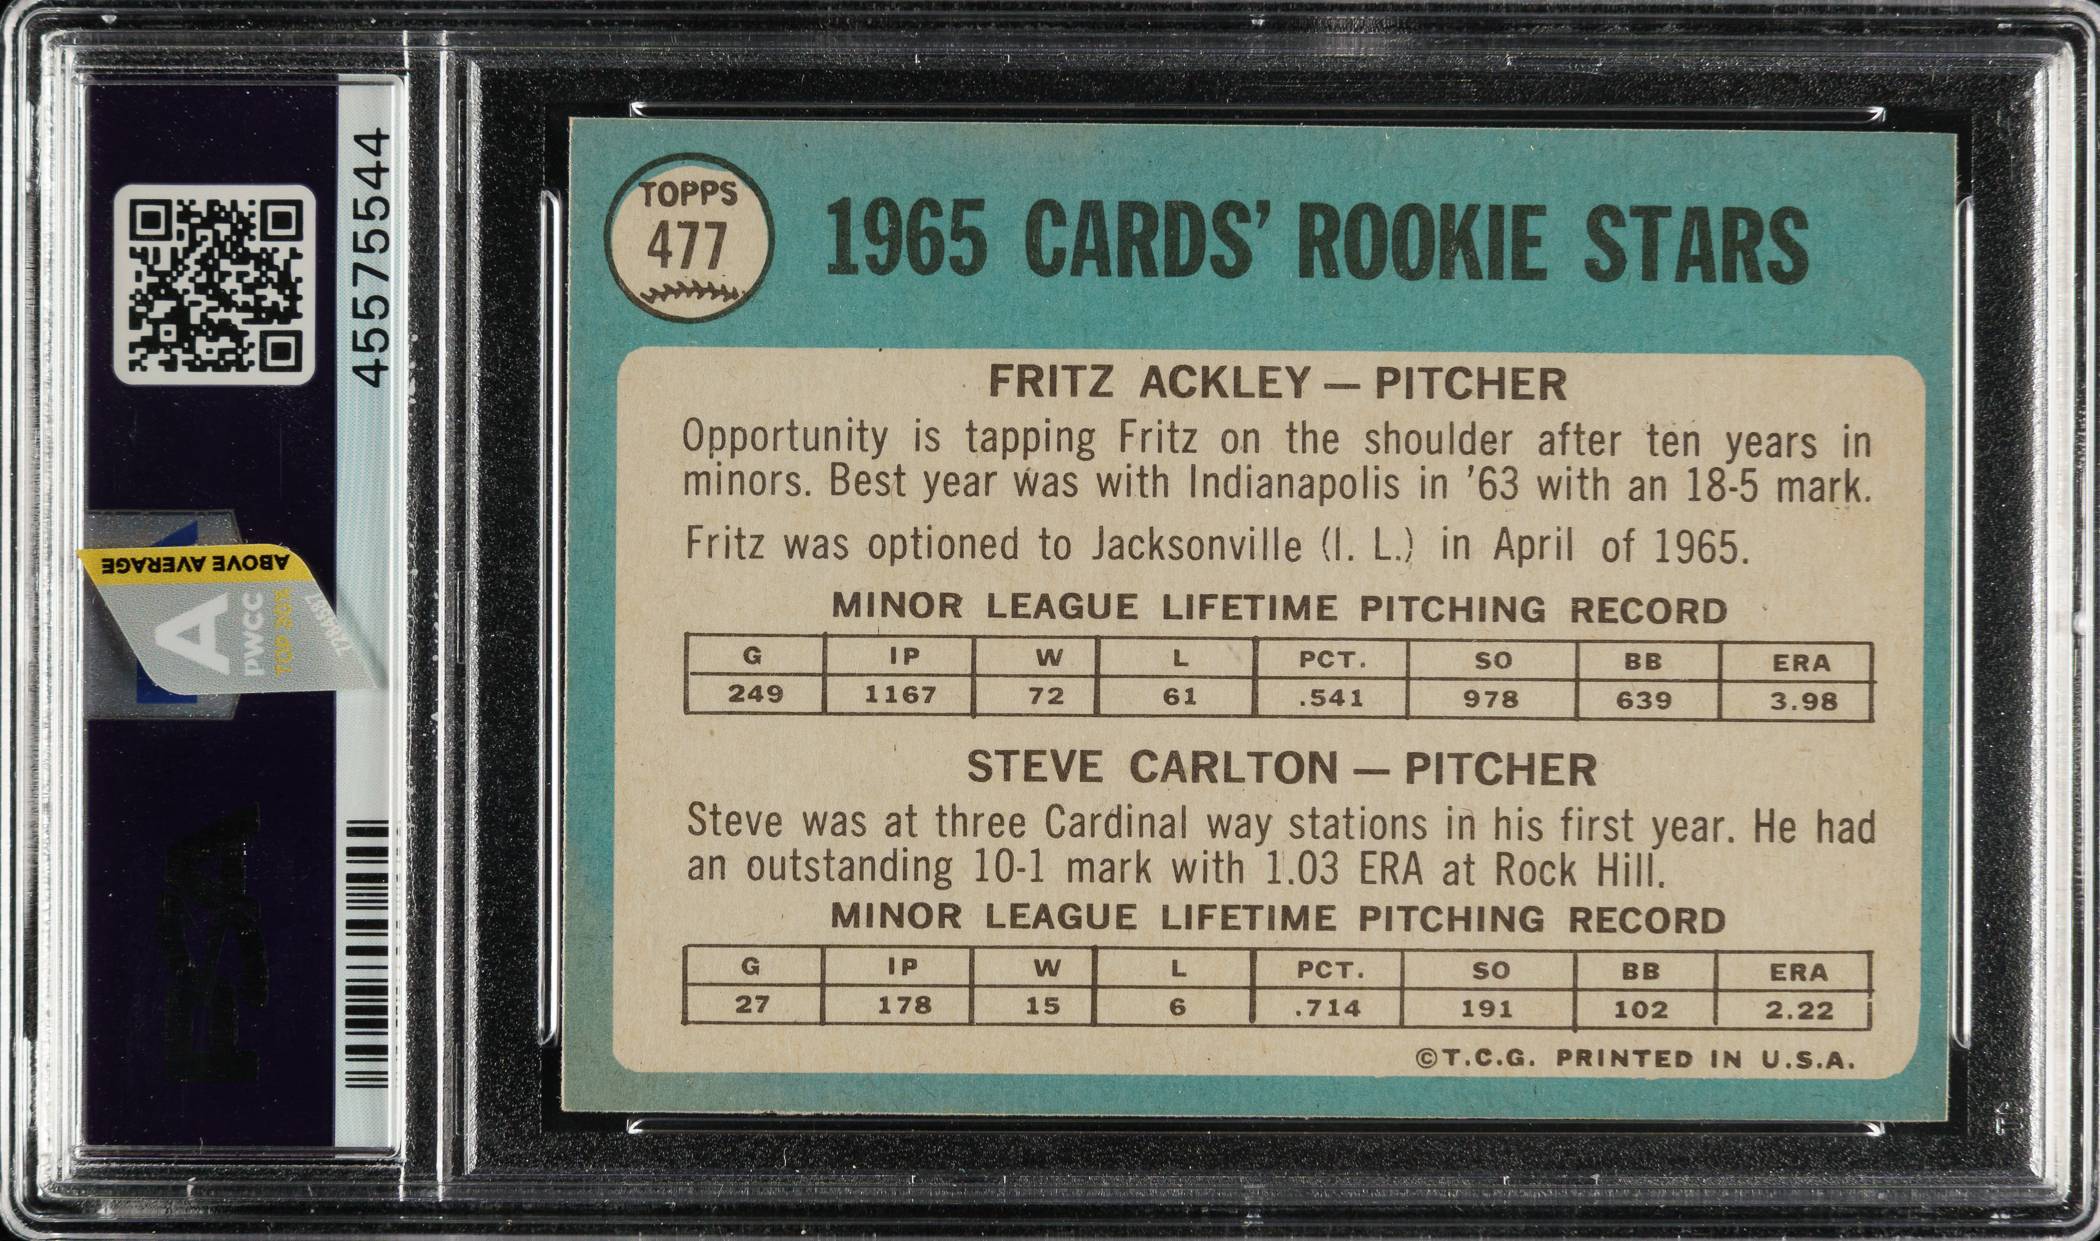 TOPPS
477
1965 CARDS' ROOKIE STARS
FRITZ ACKLEY — PITCHER
Opportunity is tapping Fritz on the shoulder after ten years in
minors. Best year was with Indianapolis in '63 with an 18-5 mark.
Fritz was optioned to Jacksonville (I. L.) in April of 1965.
MINOR LEAGUE LIFETIME PITCHING RECORD
G IP W L PCT. SO BB ERA
249 1167 72 61 .541 978 639 3.98
STEVE CARLTON — PITCHER
Steve was at three Cardinal way stations in his first year. He had
an outstanding 10-1 mark with 1.03 ERA at Rock Hill.
MINOR LEAGUE LIFETIME PITCHING RECORD
G IP W L PCT. SO BB ERA
27 178 15 6 .714 191 102 2.22
©T.C.G. PRINTED IN U.S.A.
45575544
ABOVE AVERAGE
A
PWCC
TOP 30%
PSA